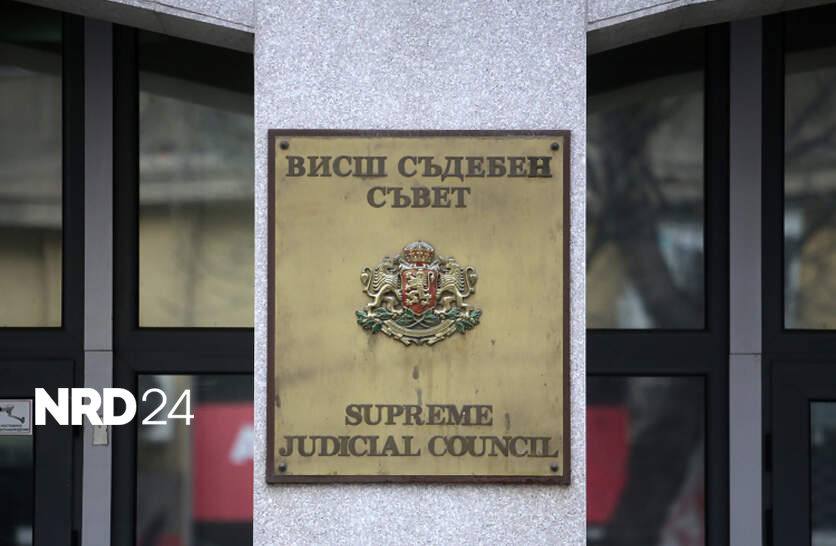 ВИСШ СЪДЕБЕН
СЪВЕТ
SUPREME
JUDICIAL COUNCIL
NRD24